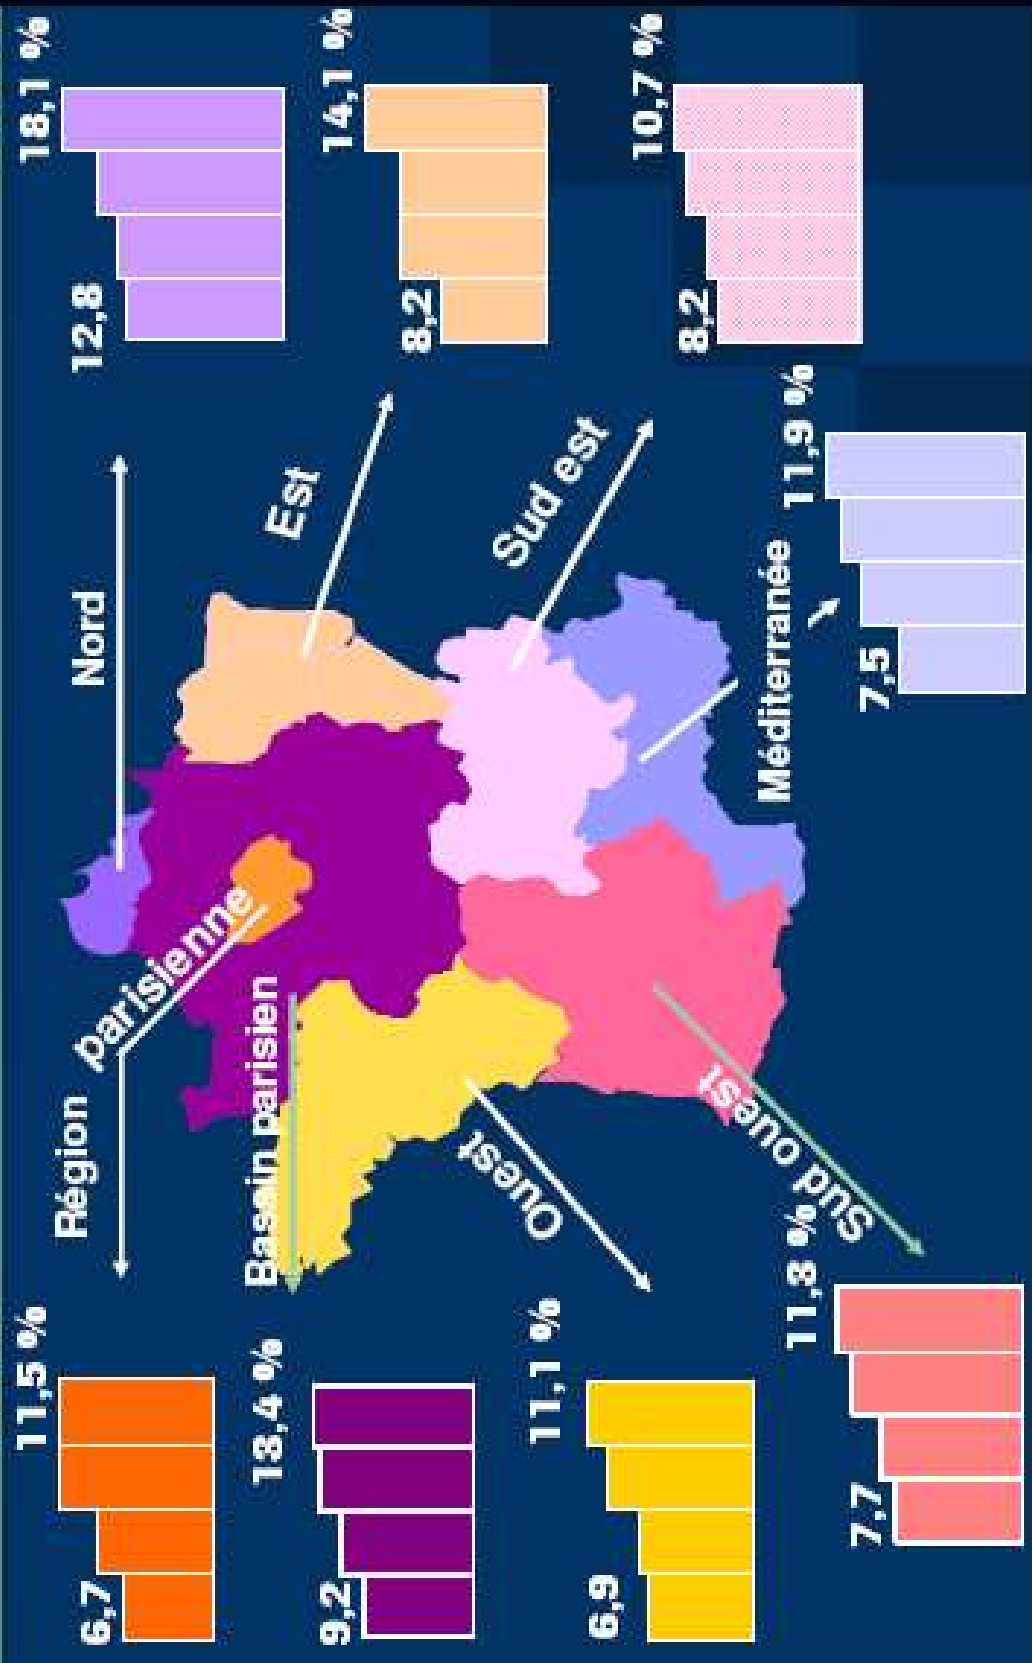 Région
parisienne
Nord
Est
Bassin parisien
Sud est
Ouest
Méditerranée
Sud ouest
11,5 %
6,7
18,1 %
12,8
13,4 %
9,2
14,1 %
8,2
11,1 %
6,9
10,7 %
8,2
11,3 %
7,7
11,9 %
7,5